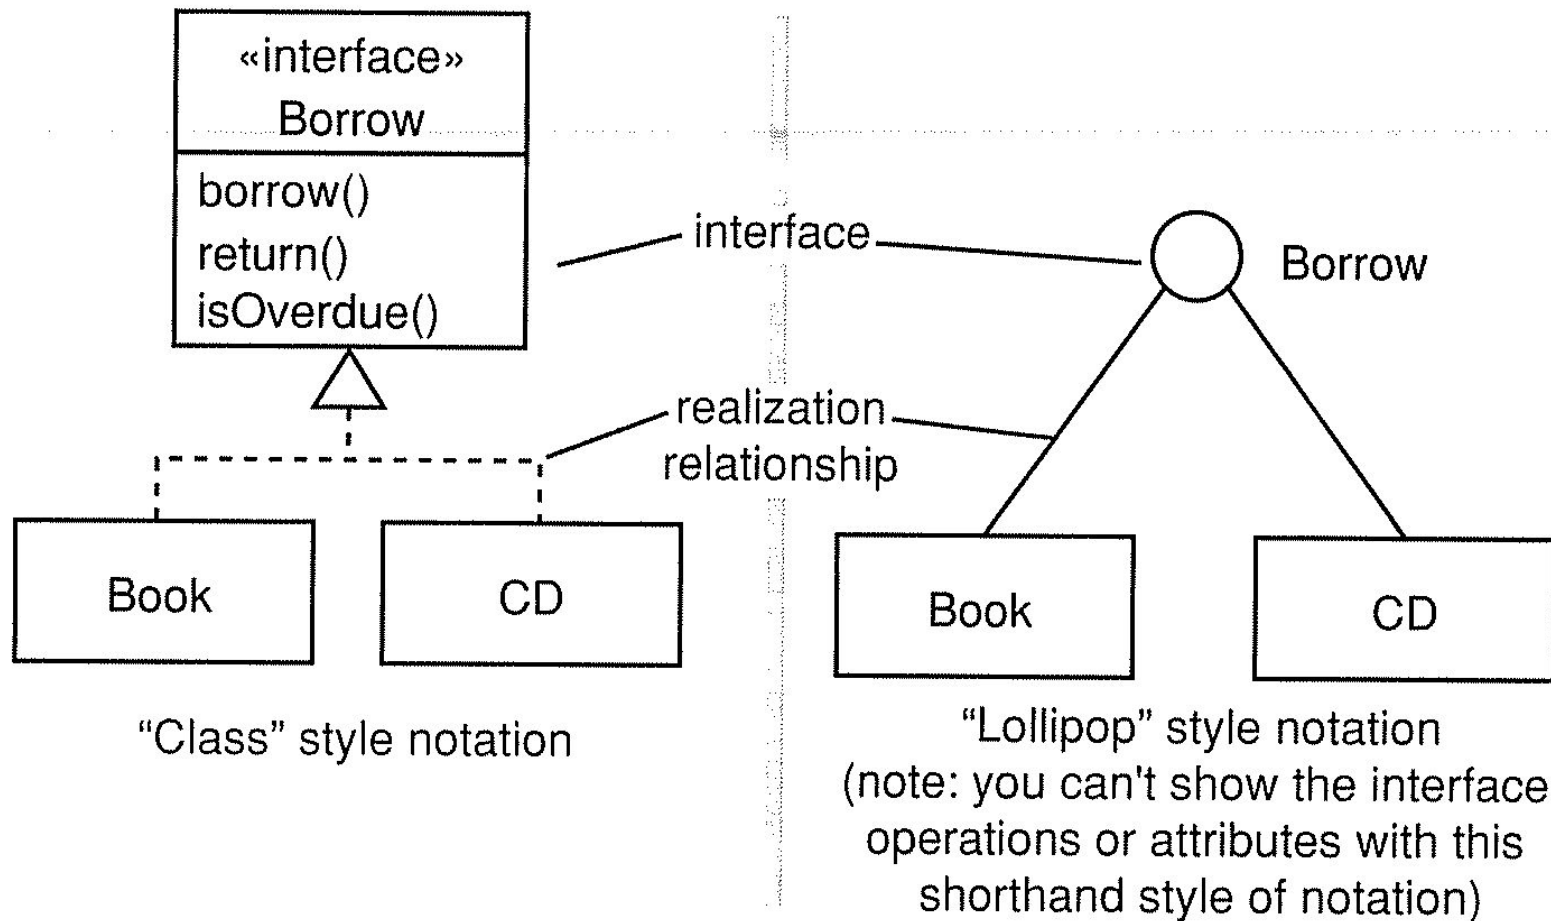 «interface»
Borrow
borrow()
return()
isOverdue()
interface
Borrow
realization
relationship
Book
CD
Book
CD
“Class” style notation
“Lollipop” style notation
(note: you can't show the interface
operations or attributes with this
shorthand style of notation)